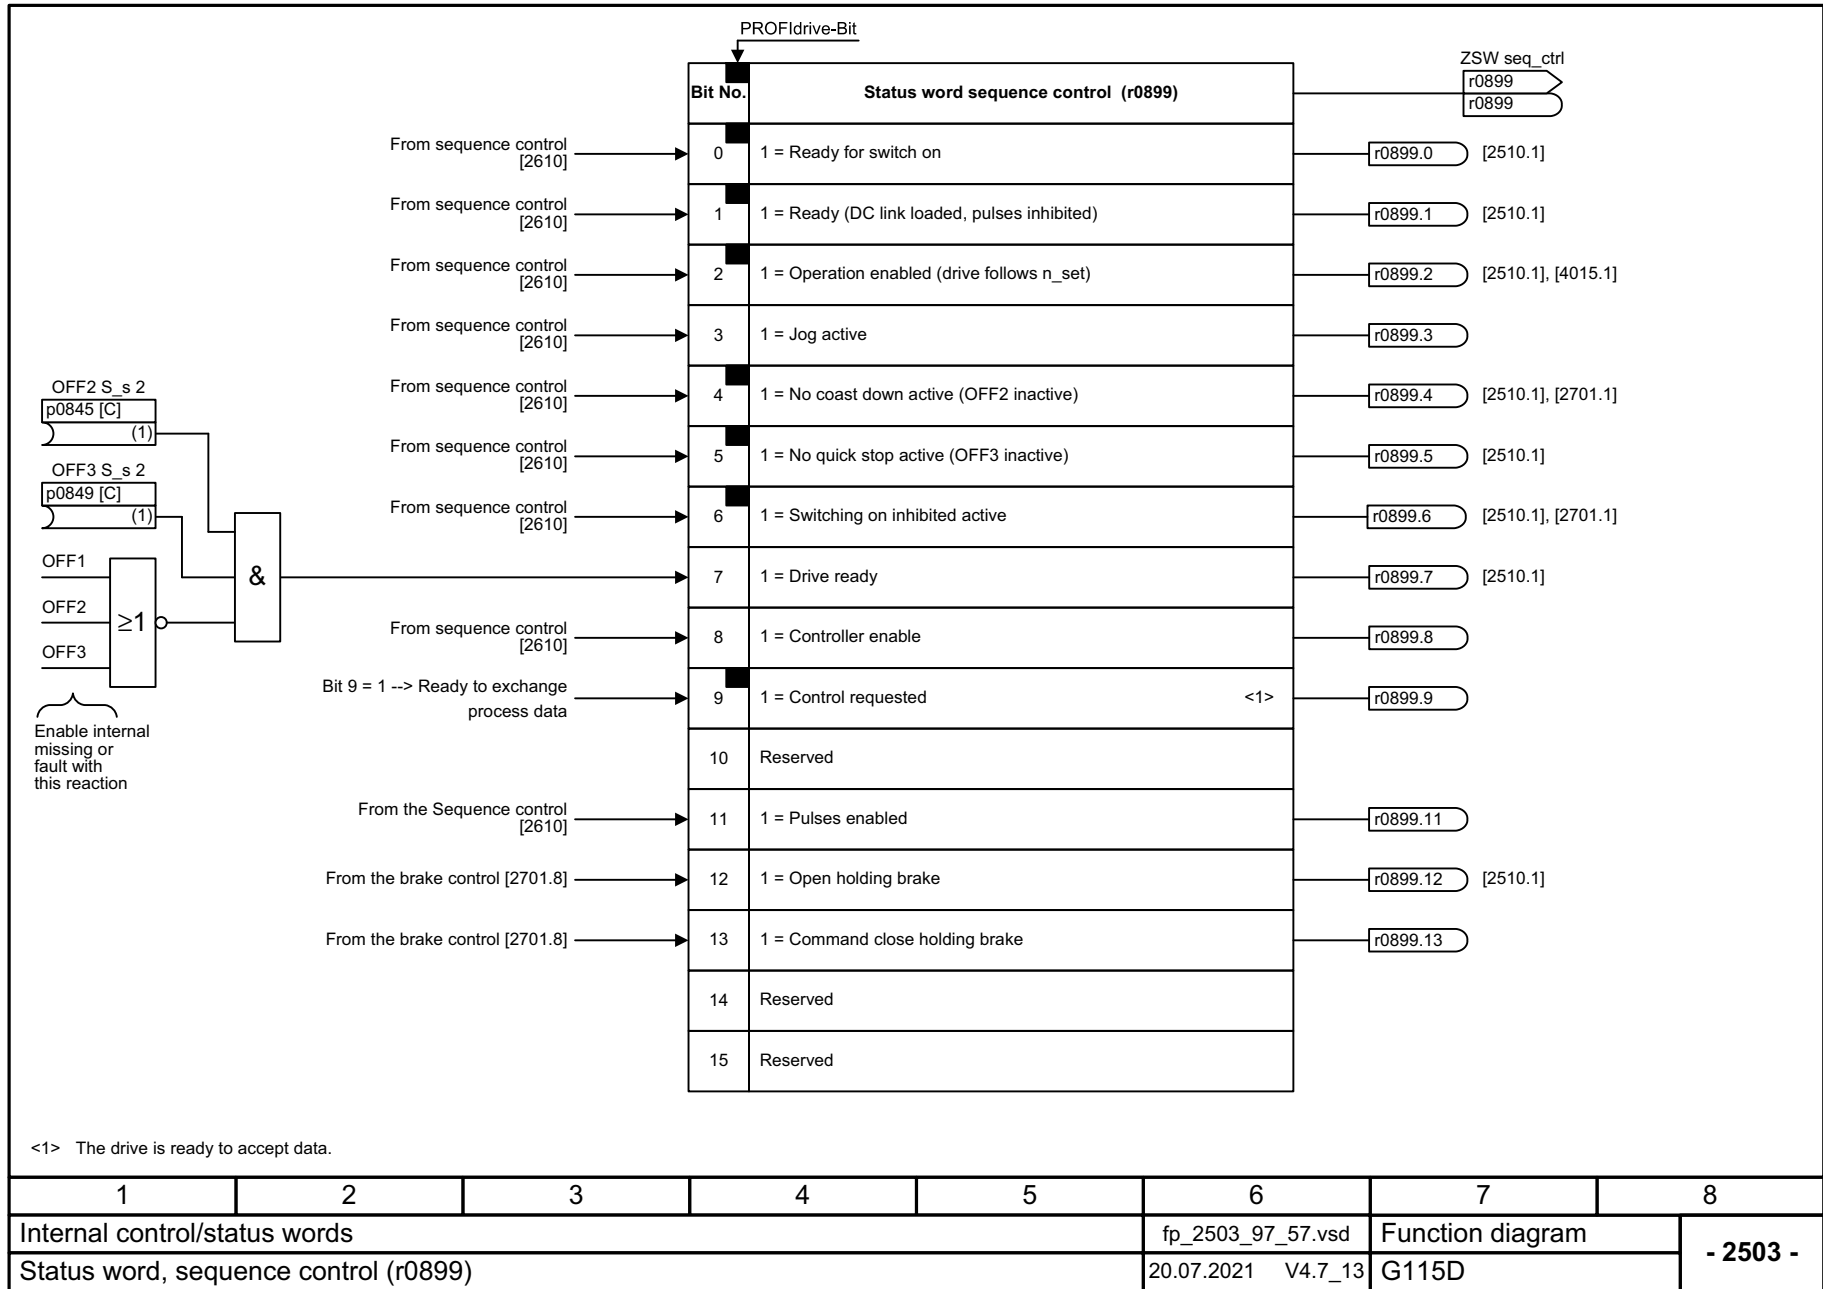 PROFIdrive-Bit
ZSW seq_ctrl
r0899
r0899
Bit No. Status word sequence control (r0899)
From sequence control
[2610]
0 1 = Ready for switch on r0899.0 [2510.1]
From sequence control
[2610]
1 1 = Ready (DC link loaded, pulses inhibited) r0899.1 [2510.1]
From sequence control
[2610]
2 1 = Operation enabled (drive follows n_set) r0899.2 [2510.1], [4015.1]
From sequence control
[2610]
3 1 = Jog active r0899.3
From sequence control
[2610]
4 1 = No coast down active (OFF2 inactive) r0899.4 [2510.1], [2701.1]
From sequence control
[2610]
5 1 = No quick stop active (OFF3 inactive) r0899.5 [2510.1]
From sequence control
[2610]
6 1 = Switching on inhibited active r0899.6 [2510.1], [2701.1]
OFF2 S_s 2
p0845 [C]
(1)
OFF3 S_s 2
p0849 [C]
(1)
OFF1
OFF2
OFF3
≥1
&
Enable internal
missing or
fault with
this reaction
7 1 = Drive ready r0899.7 [2510.1]
From sequence control
[2610]
8 1 = Controller enable r0899.8
Bit 9 = 1 --> Ready to exchange
process data
9 1 = Control requested <1> r0899.9
10 Reserved
From the Sequence control
[2610]
11 1 = Pulses enabled r0899.11
From the brake control [2701.8] 12 1 = Open holding brake r0899.12 [2510.1]
From the brake control [2701.8] 13 1 = Command close holding brake r0899.13
14 Reserved
15 Reserved
<1> The drive is ready to accept data.
1 2 3 4 5 6 7 8
Internal control/status words fp_2503_97_57.vsd Function diagram
- 2503 -
Status word, sequence control (r0899) 20.07.2021 V4.7_13 G115D